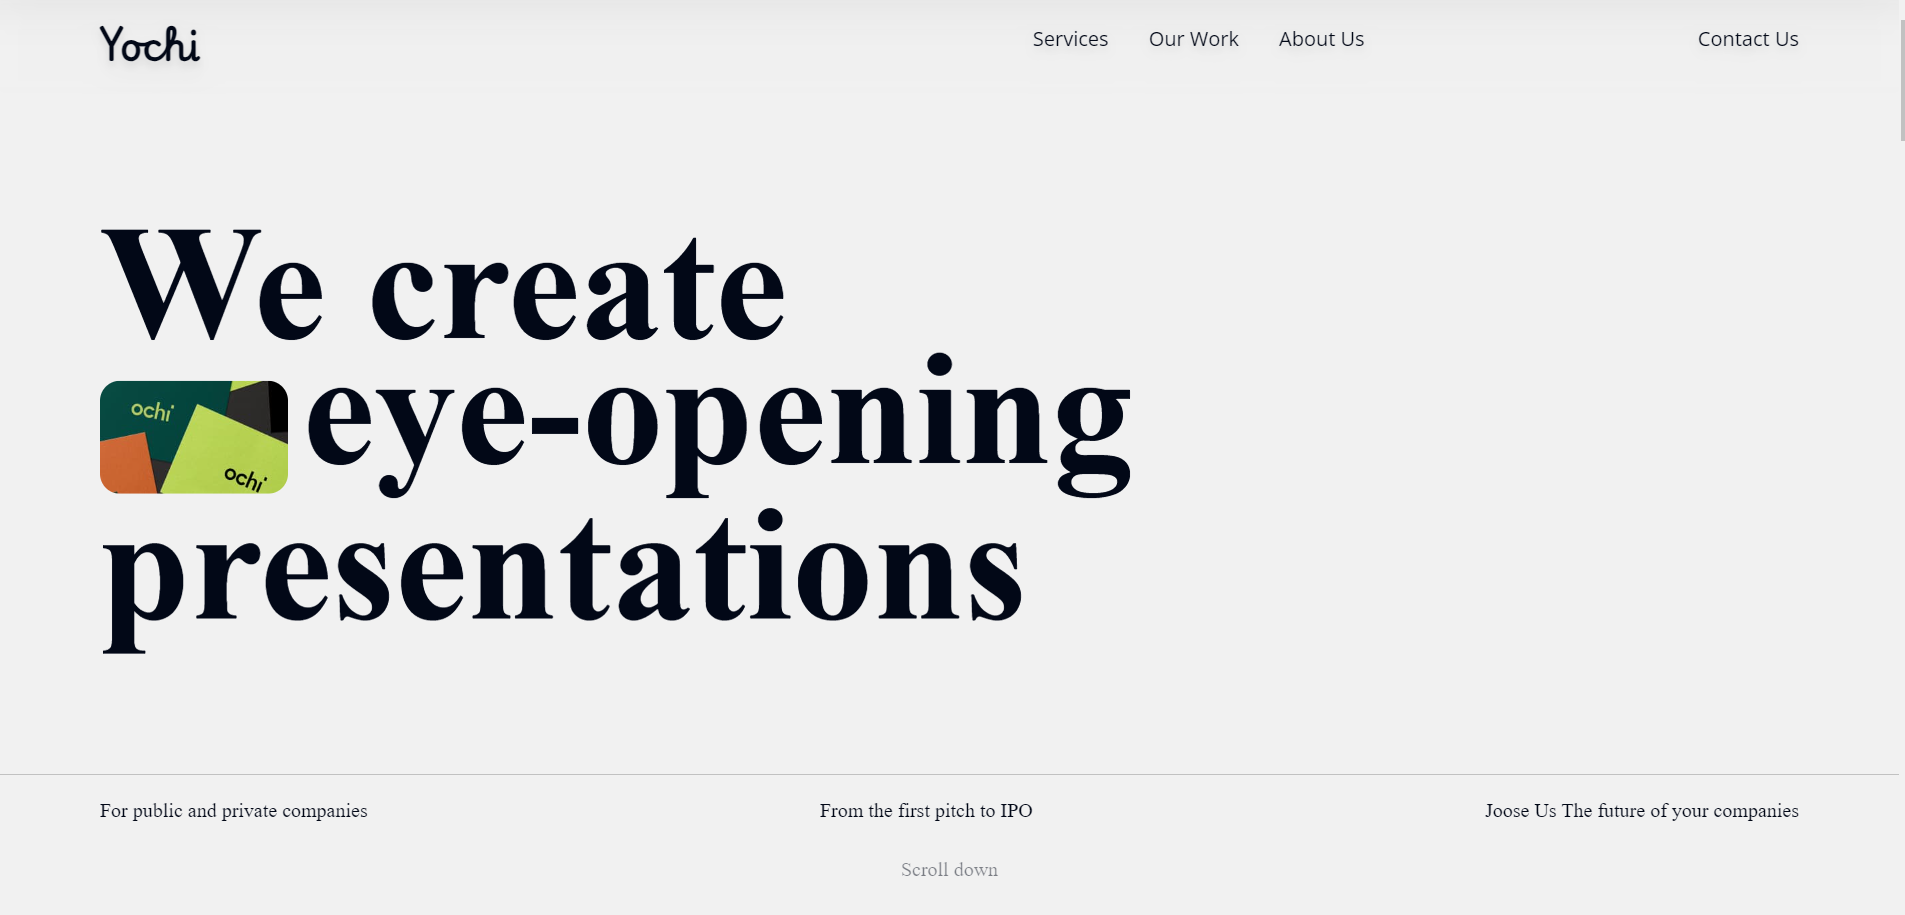 Yochi
Services
Our Work
About Us
Contact Us
We create
ochi
ochi
eye-opening
presentations
For public and private companies
From the first pitch to IPO
Joose Us The future of your companies
Scroll down